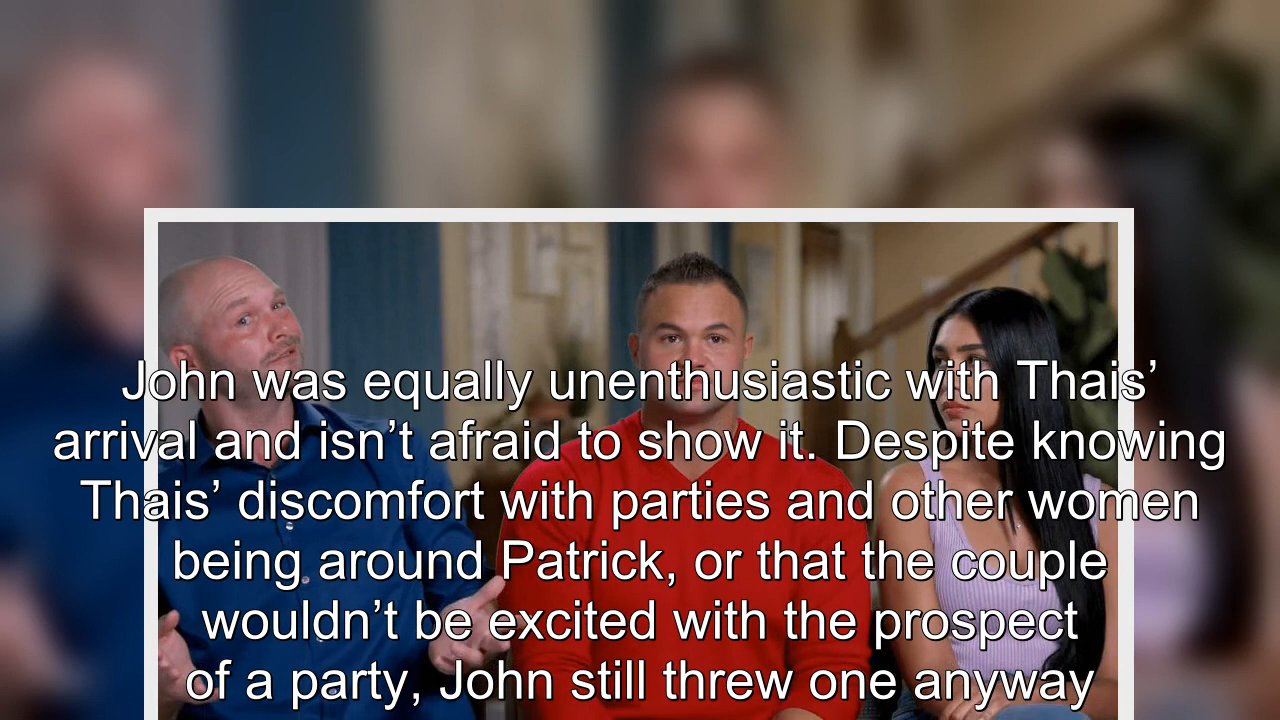 John was equally unenthusiastic with Thais’
arrival and isn’t afraid to show it. Despite knowing
Thais’ discomfort with parties and other women
being around Patrick, or that the couple
wouldn’t be excited with the prospect
of a party, John still threw one anyway